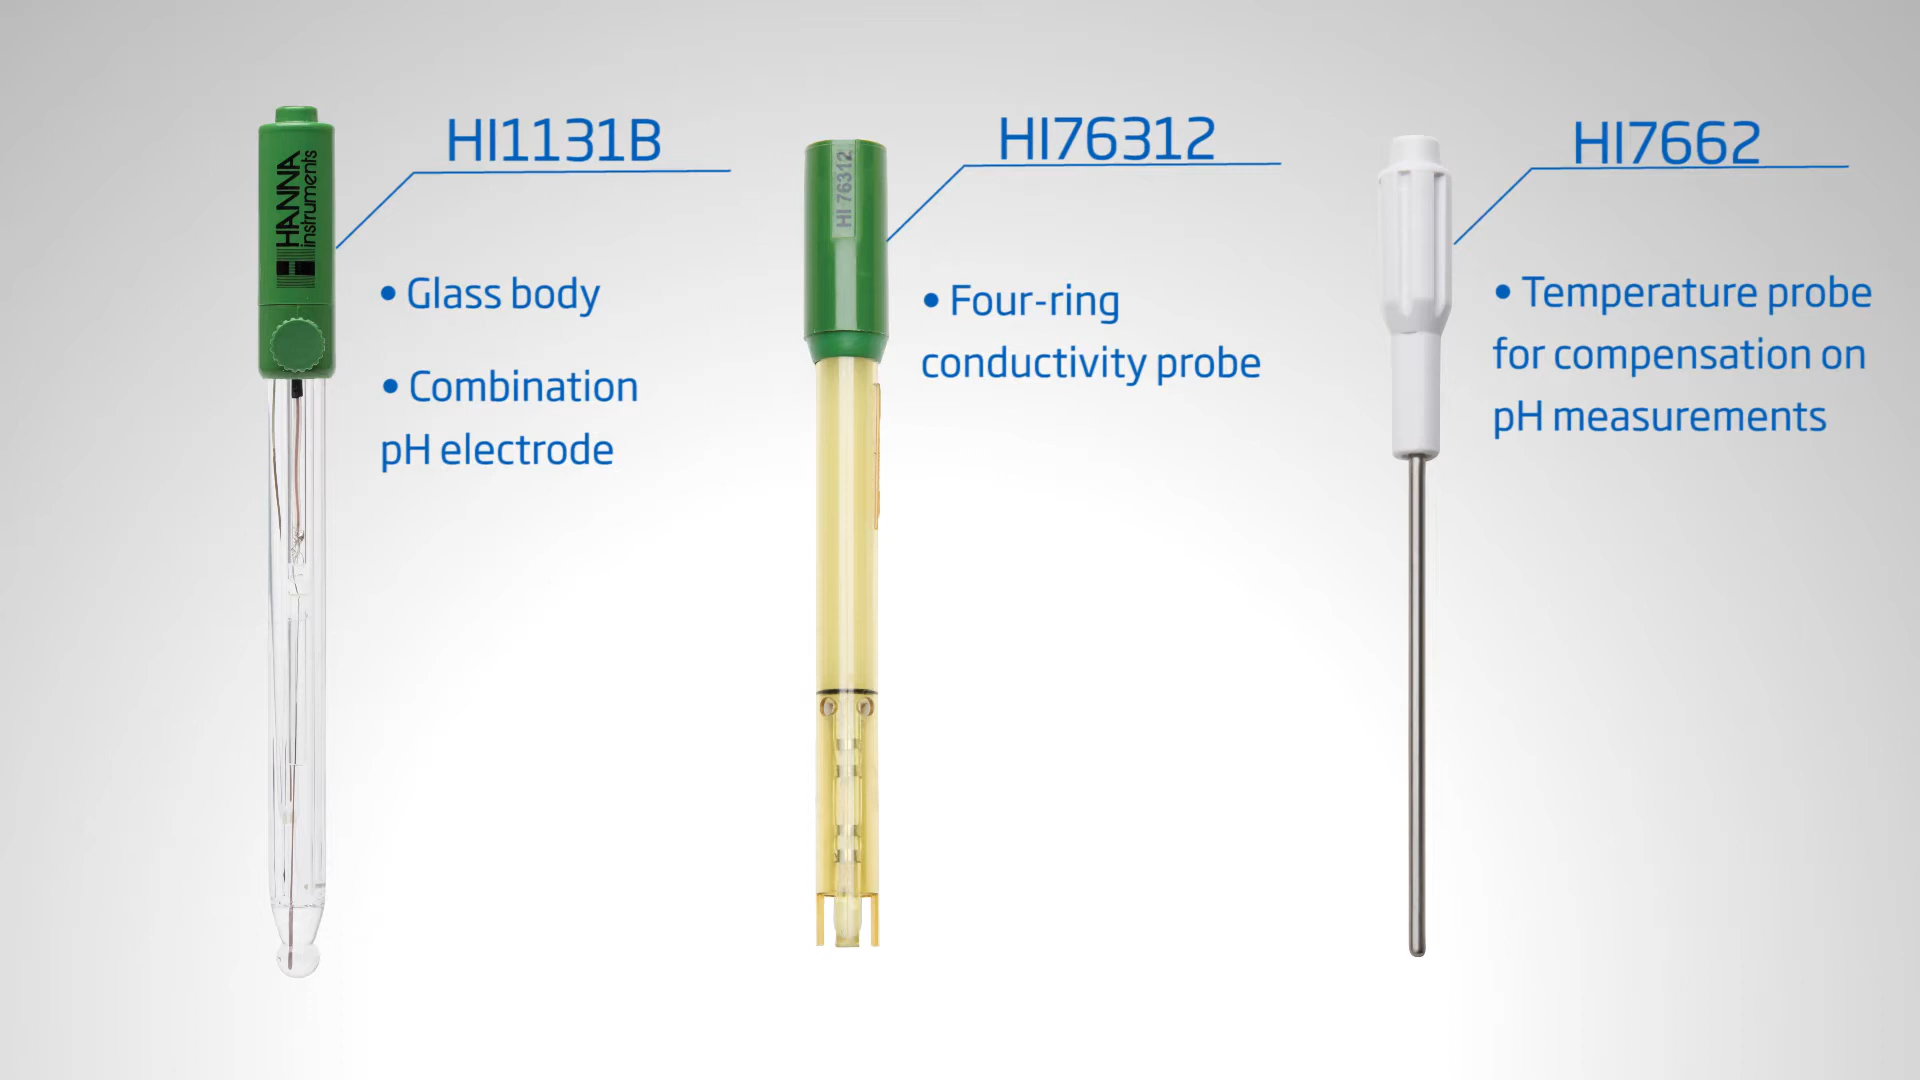 HI1131B
• Glass body
• Combination
pH electrode
HANNA
instruments
HI76312
• Four-ring
conductivity probe
HI 76312
HI7662
• Temperature probe
for compensation on
pH measurements